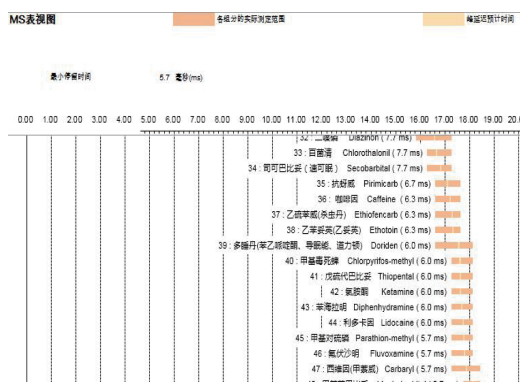 MS表视图 各组分的实际测定范围 峰延迟预计时间
最小停留时间 5.7 毫秒(ms)
0.00 1.00 2.00 3.00 4.00 5.00 6.00 7.00 8.00 9.00 10.00 11.00 12.00 13.00 14.00 15.00 16.00 17.00 18.00 19.00 20.0
32 : 二嗪磷 Diazinon ( 7.7 ms)
33 : 百菌清 Chlorothalonil ( 7.7 ms)
34 : 司可巴比妥 ( 速可眠 ) Secobarbital ( 7.7 ms)
35 : 抗蚜威 Pirimicarb ( 6.7 ms)
36 : 咖啡因 Caffeine ( 6.3 ms)
37 : 乙硫苯威(杀虫丹) Ethiofencarb ( 6.3 ms)
38 : 乙苯妥英(乙妥英) Ethotoin ( 6.3 ms)
39 : 多睡丹(苯乙哌啶酮、导眠能、道力顿) Doriden ( 6.0 ms)
40 : 甲基毒死蜱 Chlorpyrifos-methyl ( 6.0 ms)
41 : 戊硫代巴比妥 Thiopental ( 6.0 ms)
42 : 氯胺酮 Ketamine ( 6.0 ms)
43 : 苯海拉明 Diphenhydramine ( 6.0 ms)
44 : 利多卡因 Lidocaine ( 6.0 ms)
45 : 甲基对硫磷 Parathion-methyl ( 5.7 ms)
46 : 氟伏沙明 Fluvoxamine ( 5.7 ms)
47 : 西维因(甲萘威) Carbaryl ( 5.7 ms)